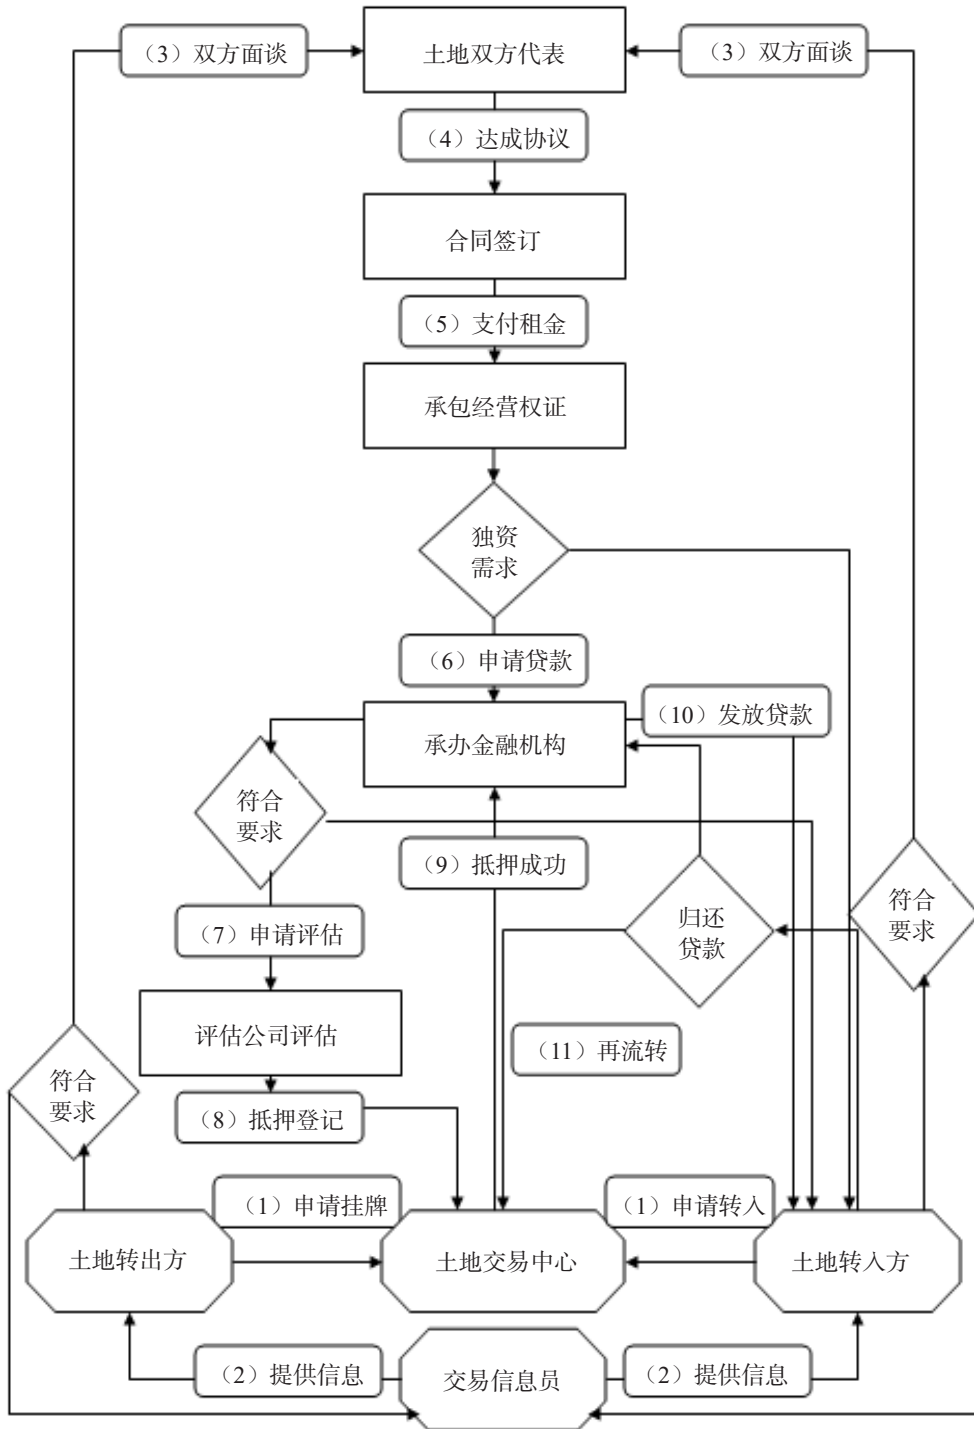 （3）双方面谈
土地双方代表
（3）双方面谈
（4）达成协议
合同签订
（5）支付租金
承包经营权证
独资
需求
（6）申请贷款
（10）发放贷款
承办金融机构
符合
要求
（9）抵押成功
归还
贷款
符合
要求
（7）申请评估
评估公司评估
（11）再流转
符合
要求
（8）抵押登记
（1）申请挂牌
（1）申请转入
土地转出方
土地交易中心
土地转入方
（2）提供信息
交易信息员
（2）提供信息